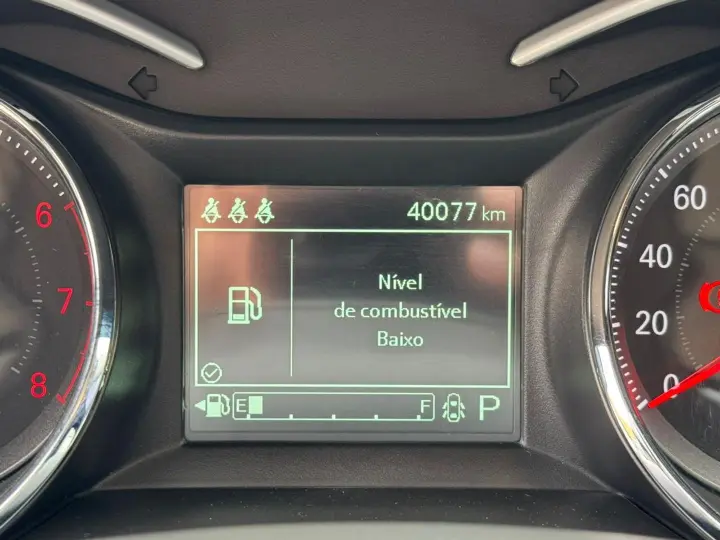 40077 km
6
7
8
Nível
de combustível
Baixo
E F P
60
40
20
0